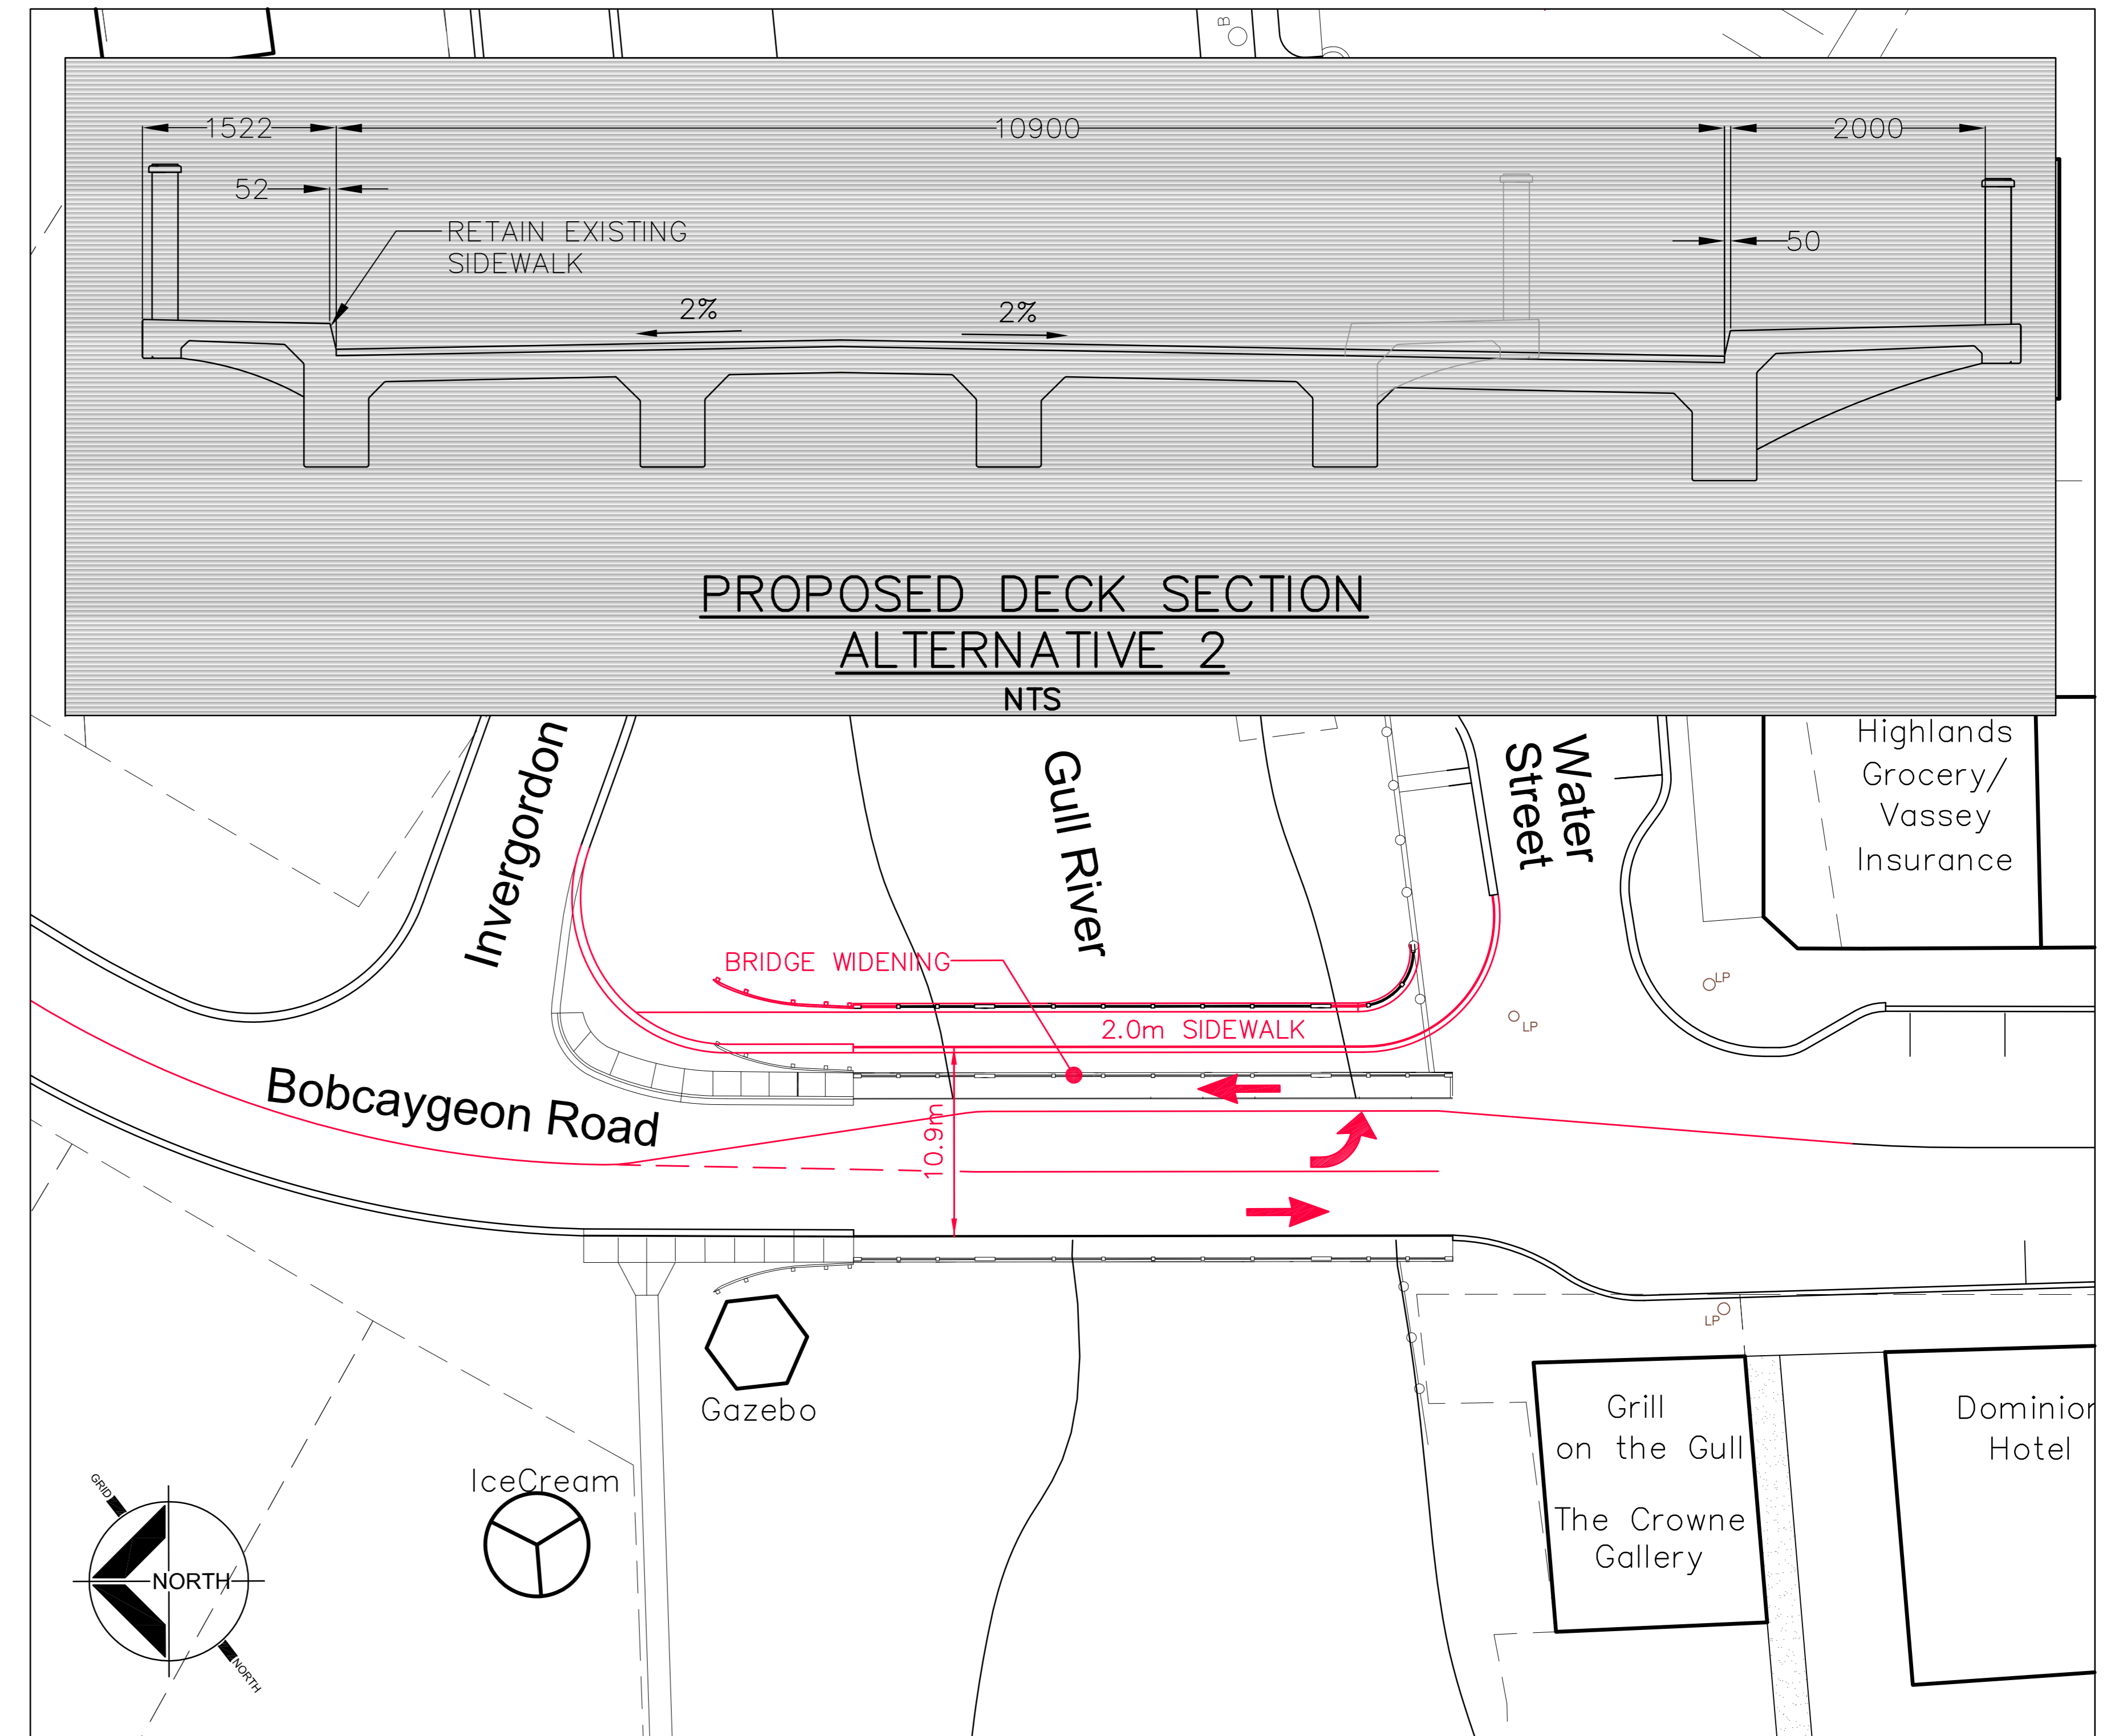 B
1522
10900
2000
52
RETAIN EXISTING
SIDEWALK
50
2%
2%
PROPOSED DECK SECTION
ALTERNATIVE 2
NTS
Invergordon
Gull River
Water
Street
Highlands
Grocery/
Vassey
Insurance
BRIDGE WIDENING
LP
LP
2.0m SIDEWALK
Bobcaygeon Road
10.9m
LP
Gazebo
Grill
on the Gull
The Crowne
Gallery
Dominion
Hotel
IceCream
GRID
NORTH
NORTH